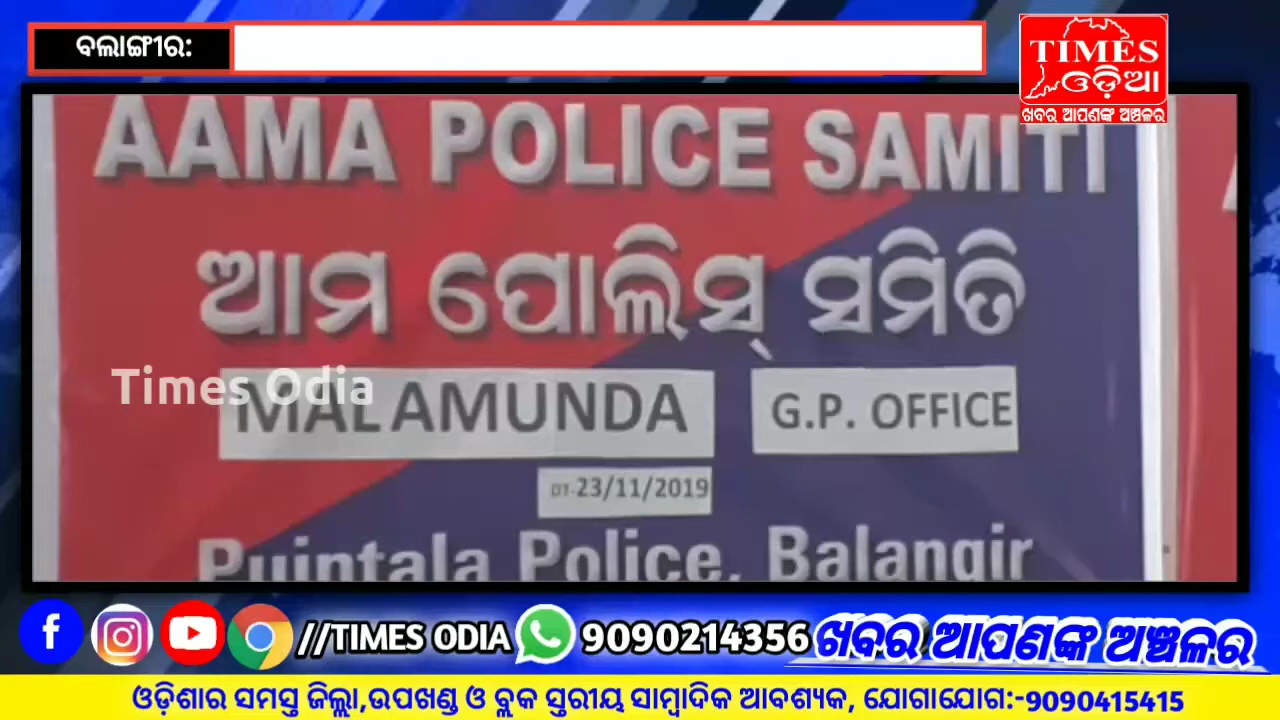 ବଲାଙ୍ଗୀର:
TIMES
ଓଡ଼ିଆ
ଖବର ଆପଣଙ୍କ ଅଞ୍ଚଳର
AAMA POLICE SAMITI
ଆମ ପୋଲିସ୍ ସମିତି
Times Odia
MALAMUNDA G.P. OFFICE
DT-23/11/2019
Puintala Police, Balangir
//TIMES ODIA 9090214356 ଖବର ଆପଣଙ୍କ ଅଞ୍ଚଳର
ଓଡ଼ିଶାର ସମସ୍ତ ଜିଲ୍ଲା,ଉପଖଣ୍ଡ ଓ ବ୍ଲକ ସ୍ତରୀୟ ସାମ୍ବାଦିକ ଆବଶ୍ୟକ, ଯୋଗାଯୋଗ:-9090415415